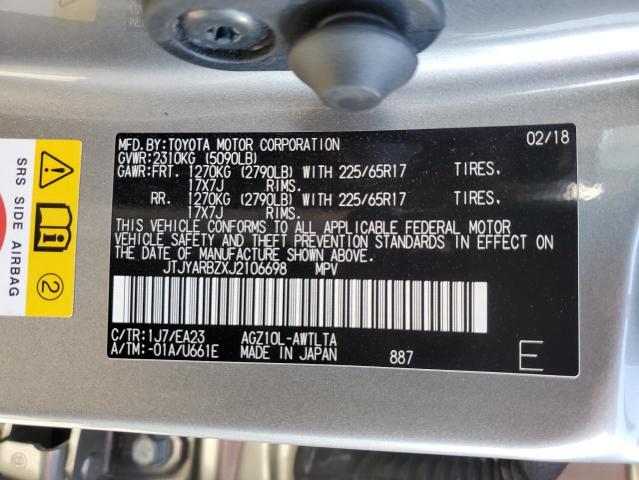 MFD.BY:TOYOTA MOTOR CORPORATION 02/18
GVWR:2310KG (5090LB)
GAWR:FRT. 1270KG (2790LB) WITH 225/65R17 TIRES,
17X7J RIMS.
RR. 1270KG (2790LB) WITH 225/65R17 TIRES,
17X7J RIMS.
THIS VEHICLE CONFORMS TO ALL APPLICABLE FEDERAL MOTOR
VEHICLE SAFETY AND THEFT PREVENTION STANDARDS IN EFFECT ON
THE DATE OF MANUFACTURE SHOWN ABOVE.
JTJYARBZXJ2106698 MPV
C/TR:1J7/EA23 AGZ10L-AWTLTA
A/TM:-01A/U661E MADE IN JAPAN 887 E
SRS SIDE AIRBAG
2